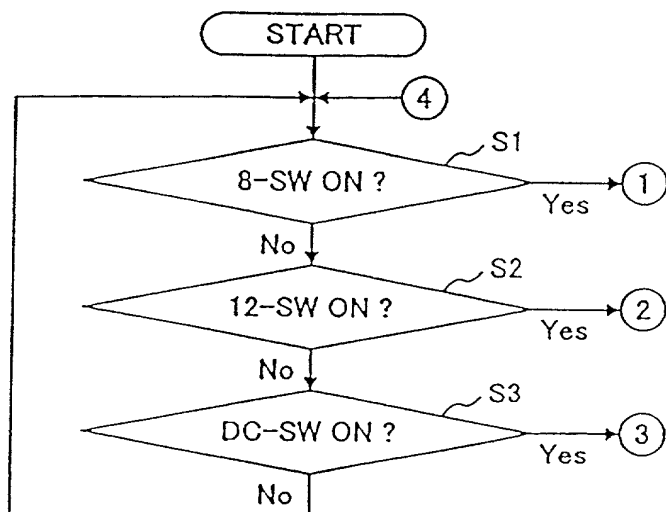 START
4
S1
8-SW ON ?
1
Yes
No
S2
12-SW ON ?
2
Yes
No
S3
DC-SW ON ?
3
Yes
No